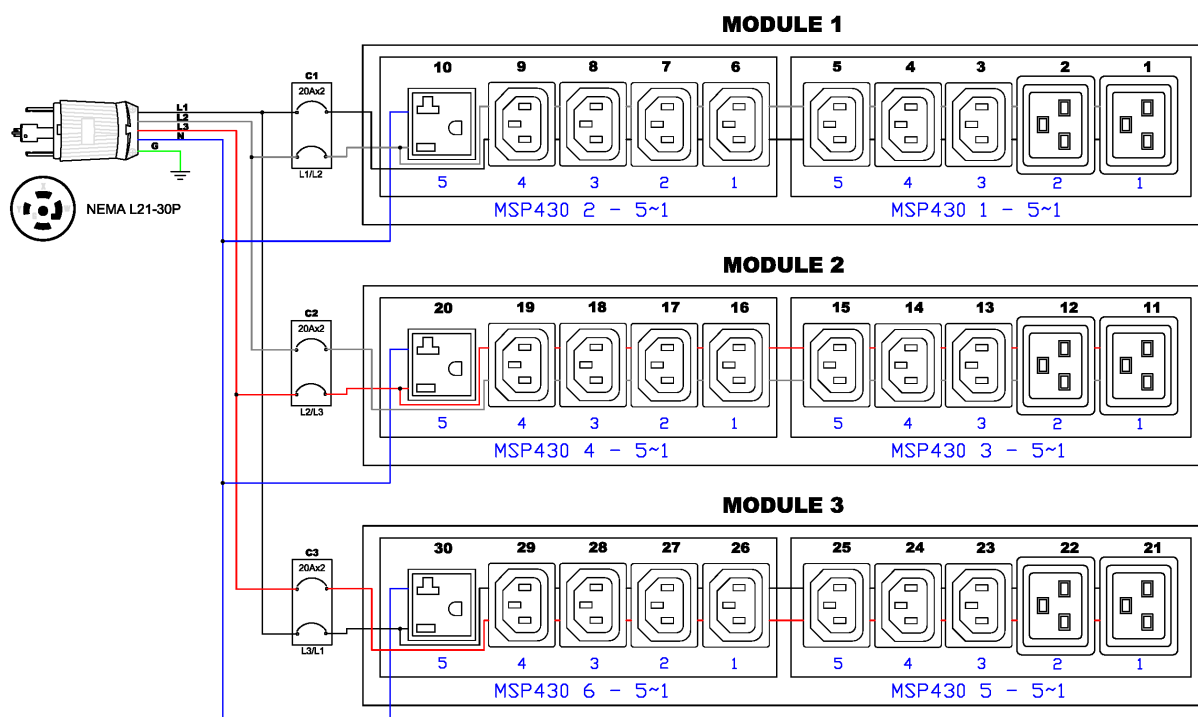 MODULE 1
C1
20Ax2
L1/L2
10 9 8 7 6 5 4 3 2 1
5 4 3 2 1 5 4 3 2 1
MSP430 2 - 5~1 MSP430 1 - 5~1
L1
L2
L3
N
G
NEMA L21-30P
MODULE 2
C2
20Ax2
L2/L3
20 19 18 17 16 15 14 13 12 11
5 4 3 2 1 5 4 3 2 1
MSP430 4 - 5~1 MSP430 3 - 5~1
MODULE 3
C3
20Ax2
L3/L1
30 29 28 27 26 25 24 23 22 21
5 4 3 2 1 5 4 3 2 1
MSP430 6 - 5~1 MSP430 5 - 5~1